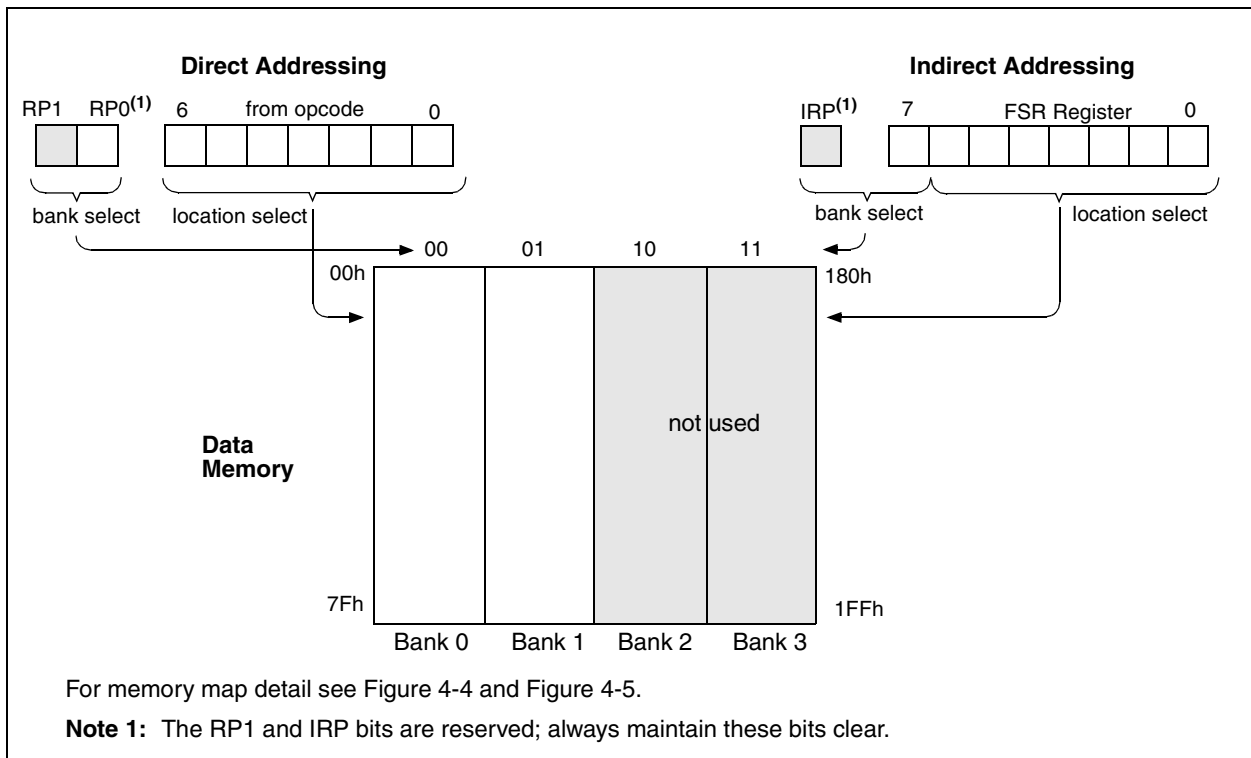 Direct Addressing
Indirect Addressing
RP1 RP0(1) 6 from opcode 0
IRP(1) 7 FSR Register 0
bank select location select
bank select location select
00 01 10 11
00h
180h
not used
Data
Memory
7Fh
1FFh
Bank 0 Bank 1 Bank 2 Bank 3
For memory map detail see Figure 4-4 and Figure 4-5.
Note 1: The RP1 and IRP bits are reserved; always maintain these bits clear.